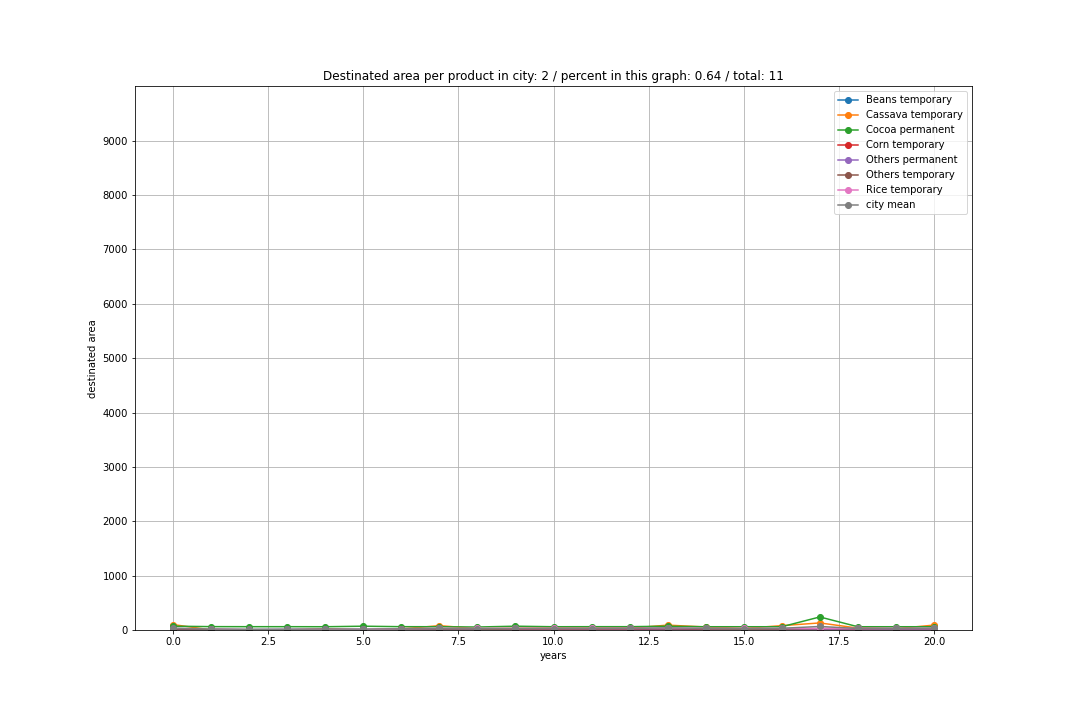 Destinated area per product in city: 2 / percent in this graph: 0.64 / total: 11
Beans temporary
Cassava temporary
Cocoa permanent
Corn temporary
Others permanent
Others temporary
Rice temporary
city mean
destinated area
9000
8000
7000
6000
5000
4000
3000
2000
1000
0
0.0 2.5 5.0 7.5 10.0 12.5 15.0 17.5 20.0
years